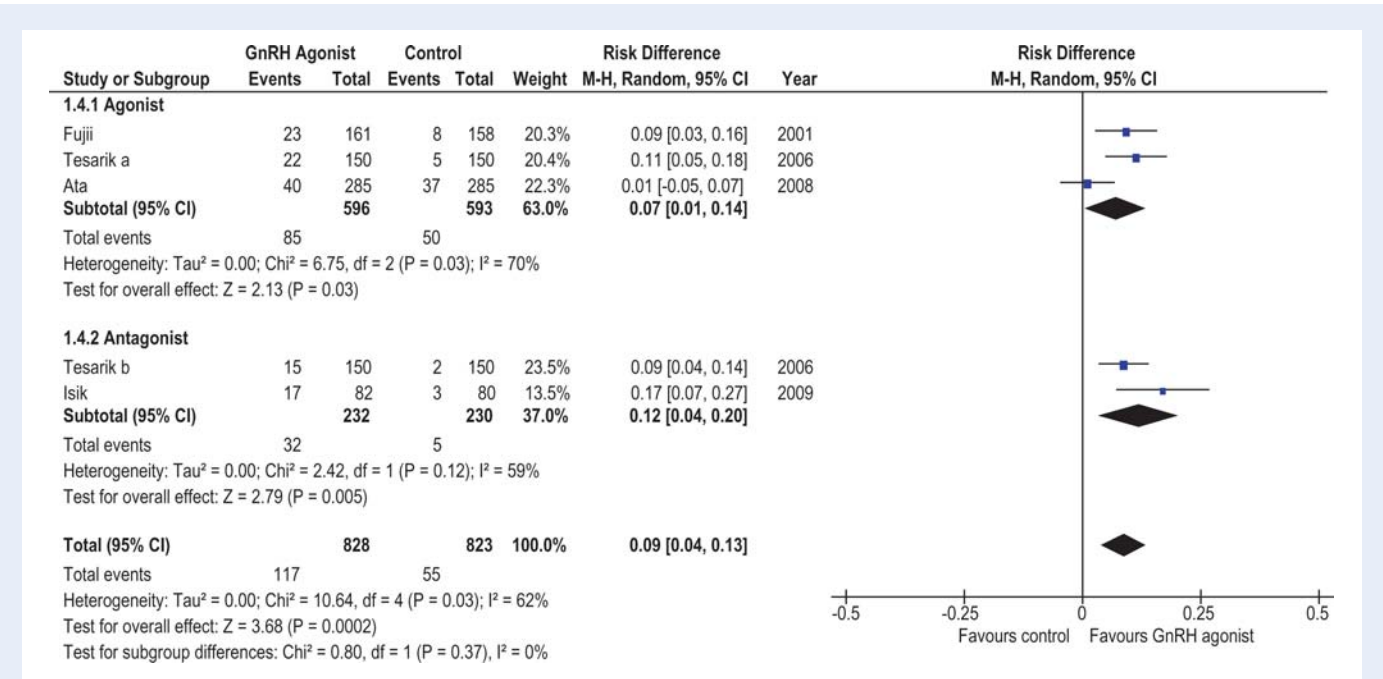 GnRH Agonist Control Risk Difference Risk Difference
Study or Subgroup Events Total Events Total Weight M-H, Random, 95% CI Year M-H, Random, 95% CI
1.4.1 Agonist
Fujii 23 161 8 158 20.3% 0.09 [0.03, 0.16] 2001
Tesarik a 22 150 5 150 20.4% 0.11 [0.05, 0.18] 2006
Ata 40 285 37 285 22.3% 0.01 [-0.05, 0.07] 2008
Subtotal (95% CI) 596 593 63.0% 0.07 [0.01, 0.14]
Total events 85 50
Heterogeneity: Tau² = 0.00; Chi² = 6.75, df = 2 (P = 0.03); I² = 70%
Test for overall effect: Z = 2.13 (P = 0.03)
1.4.2 Antagonist
Tesarik b 15 150 2 150 23.5% 0.09 [0.04, 0.14] 2006
Isik 17 82 3 80 13.5% 0.17 [0.07, 0.27] 2009
Subtotal (95% CI) 232 230 37.0% 0.12 [0.04, 0.20]
Total events 32 5
Heterogeneity: Tau² = 0.00; Chi² = 2.42, df = 1 (P = 0.12); I² = 59%
Test for overall effect: Z = 2.79 (P = 0.005)
Total (95% CI) 828 823 100.0% 0.09 [0.04, 0.13]
Total events 117 55
Heterogeneity: Tau² = 0.00; Chi² = 10.64, df = 4 (P = 0.03); I² = 62%
Test for overall effect: Z = 3.68 (P = 0.0002)
Test for subgroup differences: Chi² = 0.80, df = 1 (P = 0.37), I² = 0%
-0.5 -0.25 0 0.25 0.5
Favours control Favours GnRH agonist